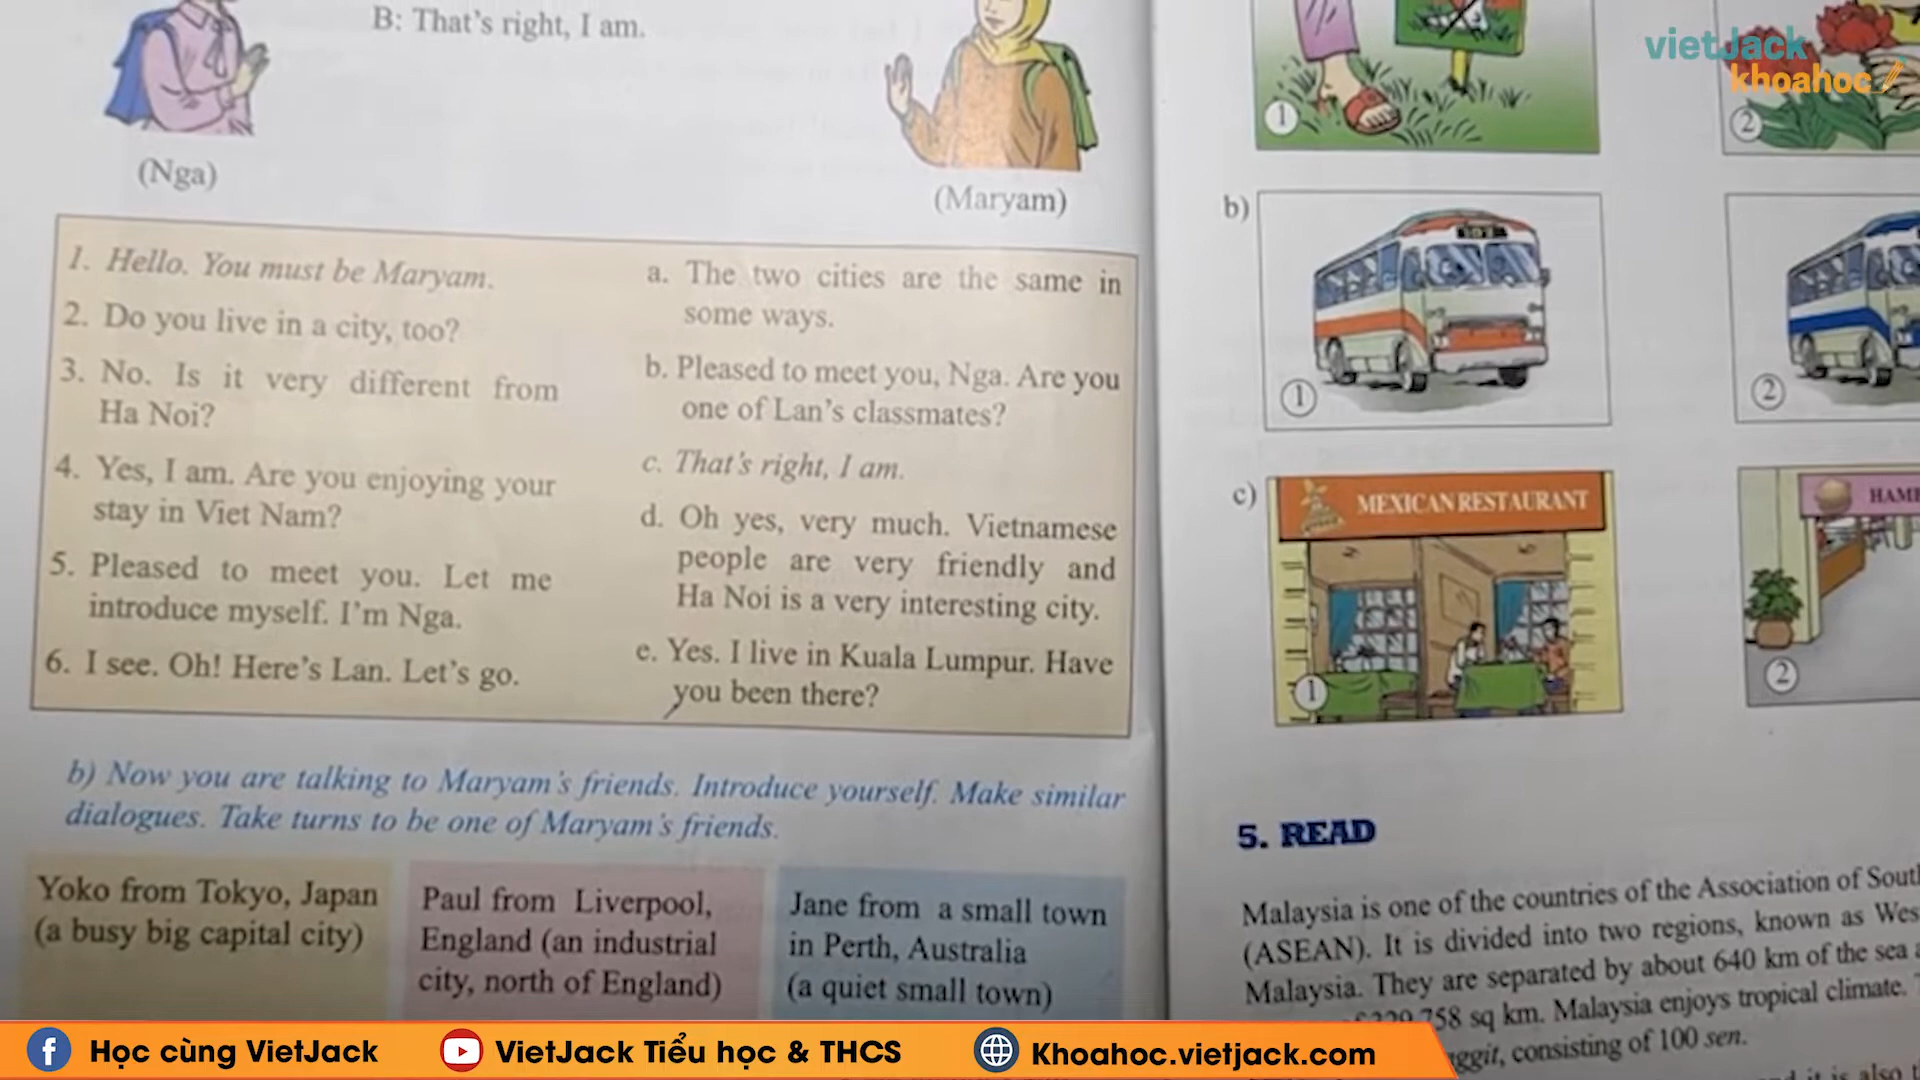 B: That's right, I am.
(Nga)
(Maryam)
1. Hello. You must be Maryam.
2. Do you live in a city, too?
3. No. Is it very different from
Ha Noi?
4. Yes, I am. Are you enjoying your
stay in Viet Nam?
5. Pleased to meet you. Let me
introduce myself. I'm Nga.
6. I see. Oh! Here's Lan. Let's go.
a. The two cities are the same in
some ways.
b. Pleased to meet you, Nga. Are you
one of Lan's classmates?
c. That's right, I am.
d. Oh yes, very much. Vietnamese
people are very friendly and
Ha Noi is a very interesting city.
e. Yes. I live in Kuala Lumpur. Have
you been there?
b) Now you are talking to Maryam's friends. Introduce yourself. Make similar
dialogues. Take turns to be one of Maryam's friends.
Yoko from Tokyo, Japan
(a busy big capital city)
Paul from Liverpool,
England (an industrial
city, north of England)
Jane from a small town
in Perth, Australia
(a quiet small town)
vietJack
khoahoc
1
2
b)
1
2
c)
MEXICAN RESTAURANT
1
2
5. READ
Malaysia is one of the countries of the Association of
(ASEAN). It is divided into two regions, known as
Malaysia. They are separated by about 640 km of the sea
758 sq km. Malaysia enjoys tropical climate.
consisting of 100 sen.
is also
Học cùng VietJack
VietJack Tiểu học & THCS
Khoahoc.vietjack.com